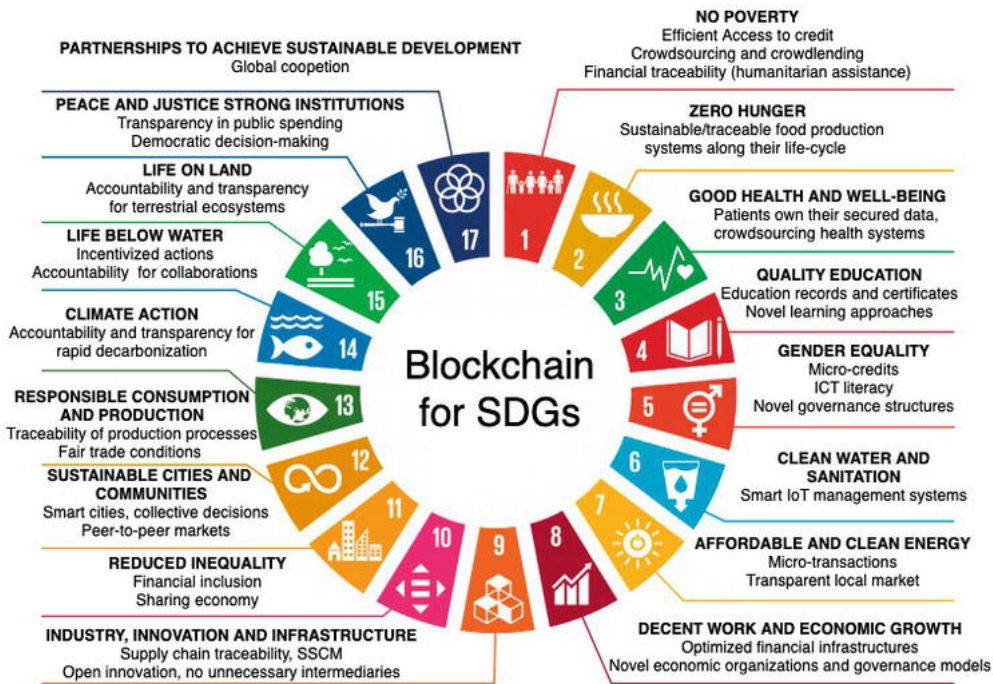 NO POVERTY
Efficient Access to credit
Crowdsourcing and crowdlending
Financial traceability (humanitarian assistance)
ZERO HUNGER
Sustainable/traceable food production
systems along their life-cycle
GOOD HEALTH AND WELL-BEING
Patients own their secured data,
crowdsourcing health systems
QUALITY EDUCATION
Education records and certificates
Novel learning approaches
GENDER EQUALITY
Micro-credits
ICT literacy
Novel governance structures
CLEAN WATER AND
SANITATION
Smart IoT management systems
AFFORDABLE AND CLEAN ENERGY
Micro-transactions
Transparent local market
DECENT WORK AND ECONOMIC GROWTH
Optimized financial infrastructures
Novel economic organizations and governance models
INDUSTRY, INNOVATION AND INFRASTRUCTURE
Supply chain traceability, SSCM
Open innovation, no unnecessary intermediaries
REDUCED INEQUALITY
Financial inclusion
Sharing economy
SUSTAINABLE CITIES AND
COMMUNITIES
Smart cities, collective decisions
Peer-to-peer markets
RESPONSIBLE CONSUMPTION
AND PRODUCTION
Traceability of production processes
Fair trade conditions
CLIMATE ACTION
Accountability and transparency for
rapid decarbonization
LIFE BELOW WATER
Incentivized actions
Accountability for collaborations
LIFE ON LAND
Accountability and transparency
for terrestrial ecosystems
PEACE AND JUSTICE STRONG INSTITUTIONS
Transparency in public spending
Democratic decision-making
PARTNERSHIPS TO ACHIEVE SUSTAINABLE DEVELOPMENT
Global coopetion
1
2
3
4
5
6
7
8
9
10
11
12
13
14
15
16
17
Blockchain
for SDGs